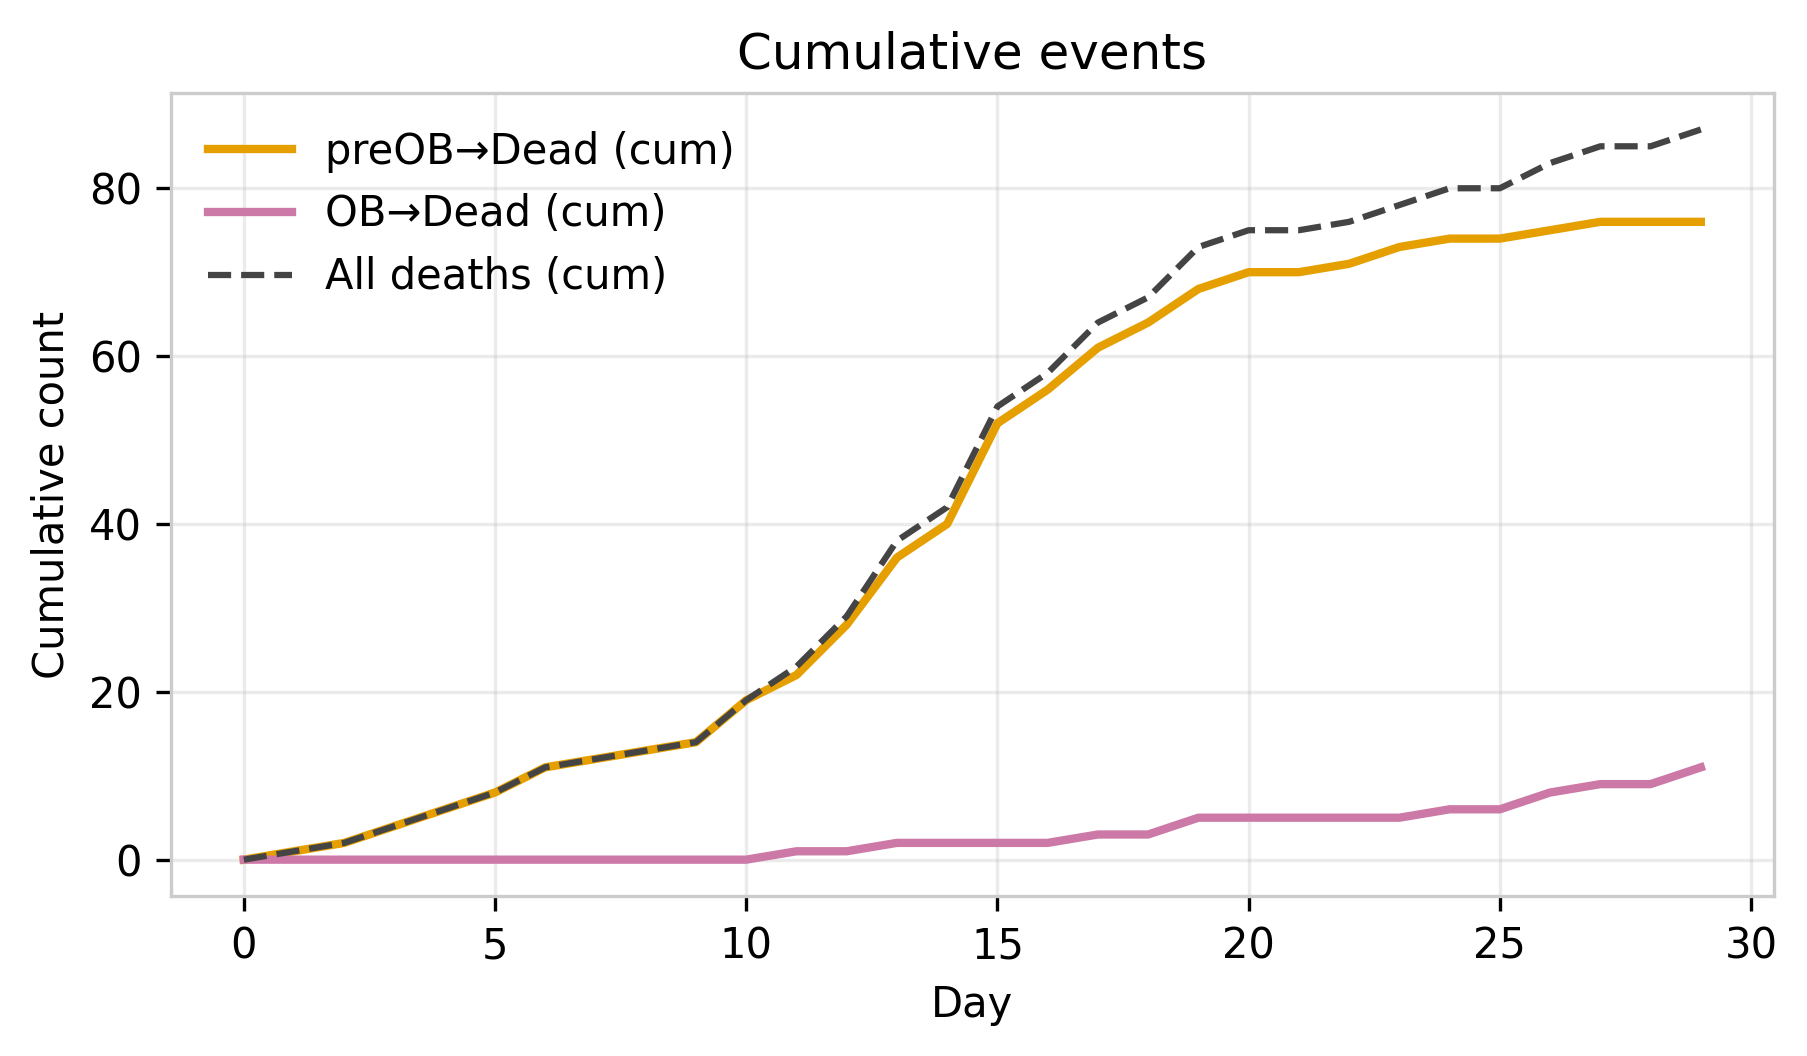 Cumulative events
preOB→Dead (cum)
OB→Dead (cum)
All deaths (cum)
Cumulative count
80
60
40
20
0
0 5 10 15 20 25 30
Day